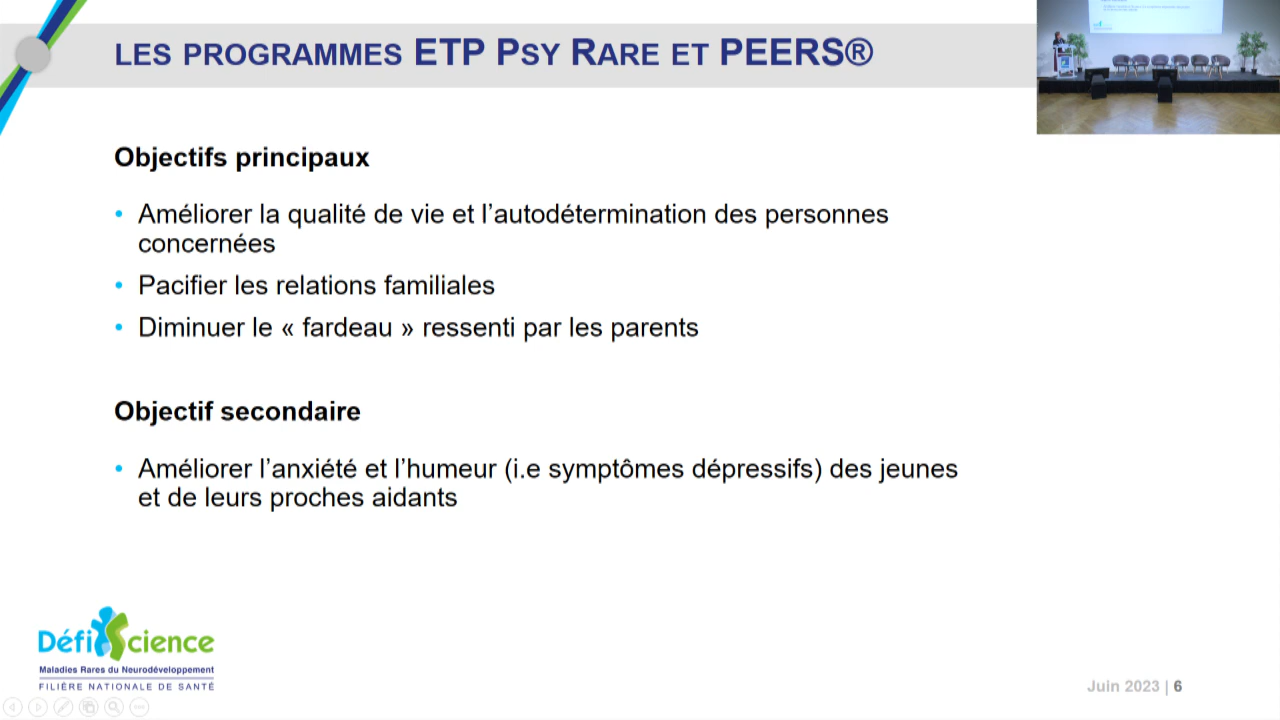 LES PROGRAMMES ETP PSY RARE ET PEERS®
Objectifs principaux
• Améliorer la qualité de vie et l’autodétermination des personnes
concernées
• Pacifier les relations familiales
• Diminuer le « fardeau » ressenti par les parents
Objectif secondaire
• Améliorer l’anxiété et l’humeur (i.e symptômes dépressifs) des jeunes
et de leurs proches aidants
DéfiScience
Maladies Rares du Neurodéveloppement
FILIÈRE NATIONALE DE SANTÉ
Juin 2023 | 6